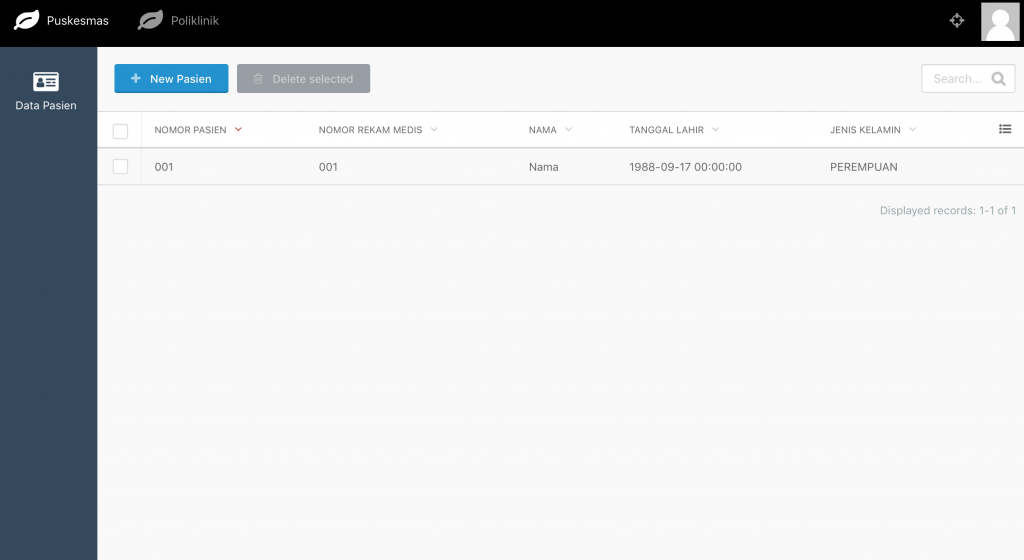 Puskesmas Poliklinik
Data Pasien
New Pasien Delete selected Search...
NOMOR PASIEN NOMOR REKAM MEDIS NAMA TANGGAL LAHIR JENIS KELAMIN
001 001 Nama 1988-09-17 00:00:00 PEREMPUAN
Displayed records: 1-1 of 1